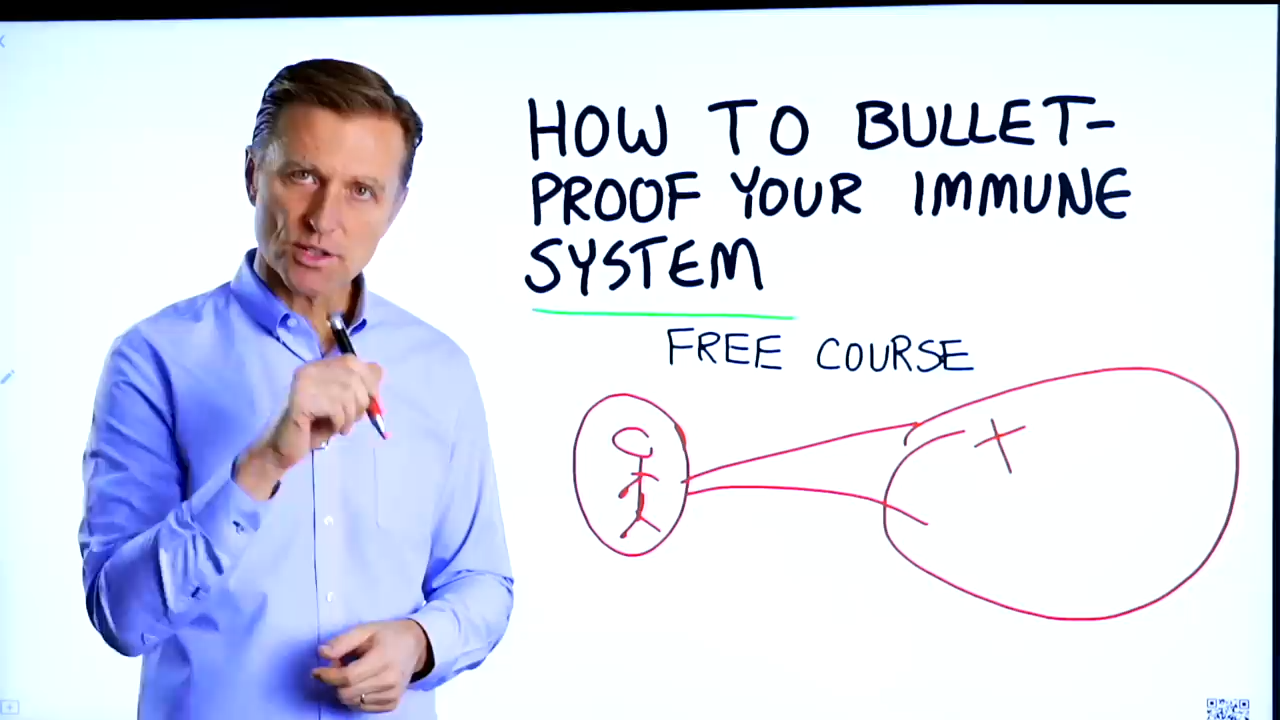 HOW TO BULLET-
PROOF YOUR IMMUNE
SYSTEM
FREE COURSE
X